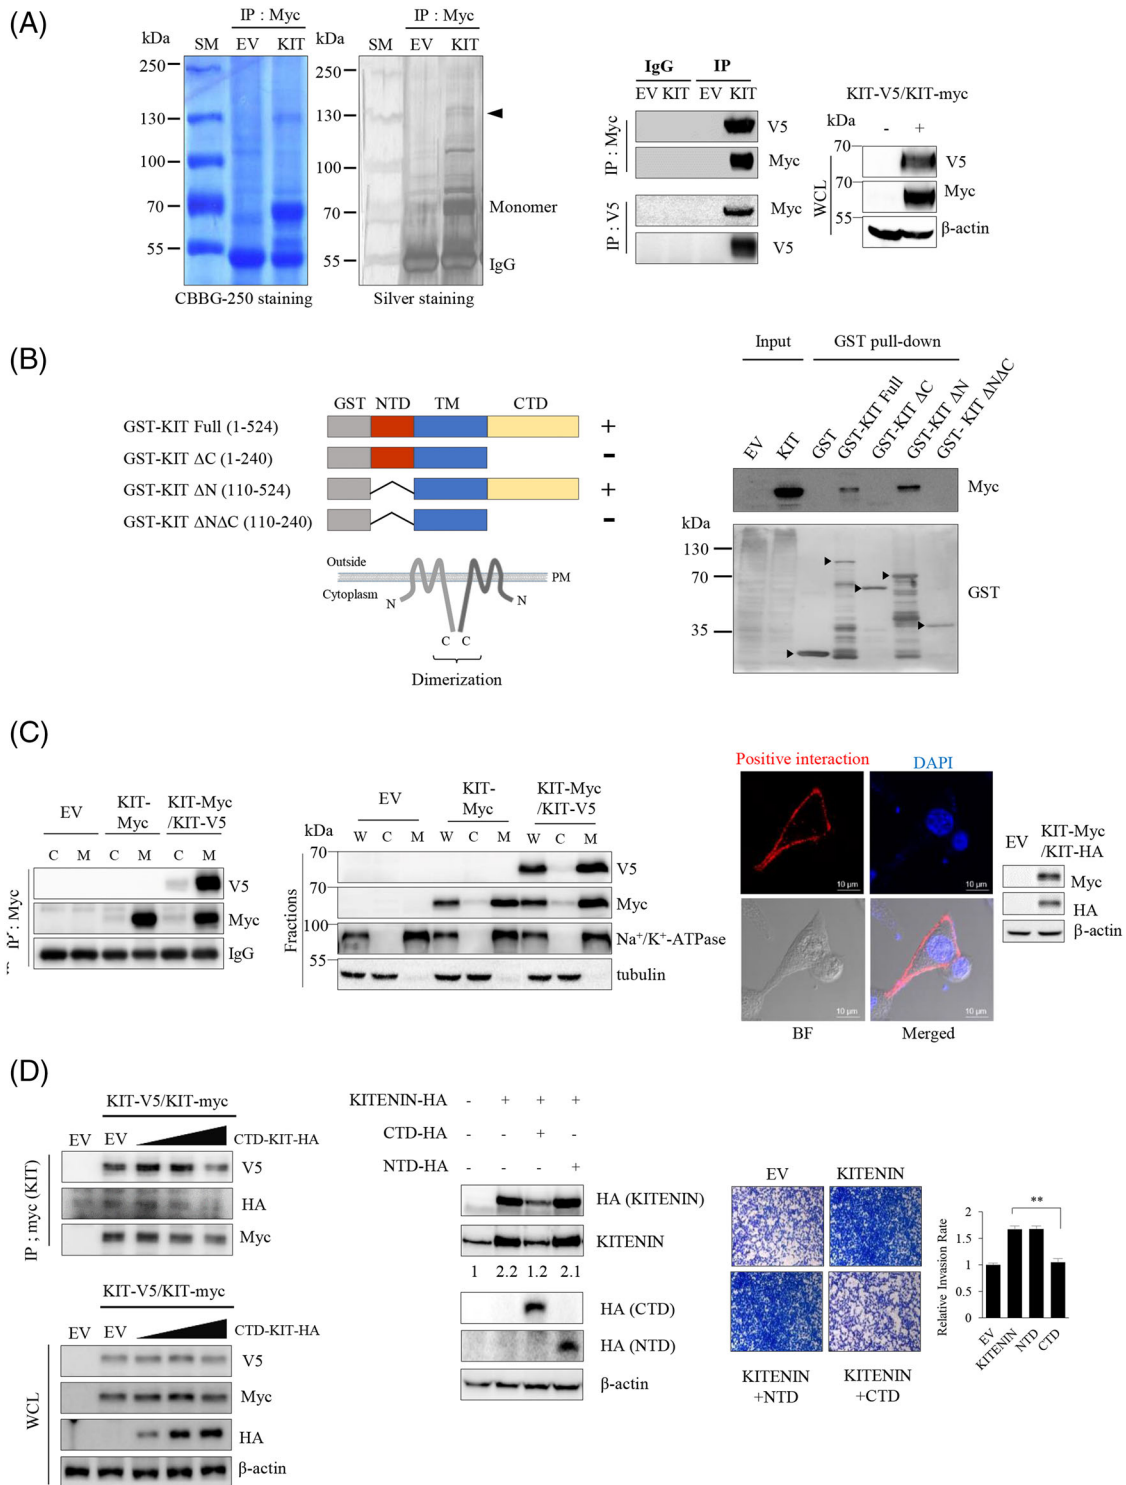 (A)
IP : Myc
IP : Myc
kDa
SM
EV
KIT
kDa
SM
EV
KIT
250
130
100
70
55
250
130
100
70
55
Monomer
IgG
CBBG-250 staining
Silver staining
IgG
IP
EV KIT
EV KIT
IP : Myc
V5
Myc
IP : V5
Myc
V5
KIT-V5/KIT-myc
kDa
-
+
70
70
55
WCL
V5
Myc
β-actin
(B)
GST
NTD
TM
CTD
GST-KIT Full (1-524)
+
GST-KIT ΔC (1-240)
-
GST-KIT ΔN (110-524)
+
GST-KIT ΔNΔC (110-240)
-
Outside
Cytoplasm
PM
N
N
C
C
Dimerization
Input
GST pull-down
EV
KIT
GST
GST-KIT Full
GST-KIT ΔC
GST-KIT ΔN
GST- KIT ΔNΔC
Myc
kDa
130
70
35
GST
(C)
EV
KIT-
Myc
KIT-Myc
/KIT-V5
C
M
C
M
C
M
IP : Myc
V5
Myc
IgG
EV
KIT-
Myc
KIT-Myc
/KIT-V5
kDa
W
C
M
W
C
M
W
C
M
70
70
100
55
Fractions
V5
Myc
Na+/K+-ATPase
tubulin
Positive interaction
DAPI
10 μm
10 μm
10 μm
10 μm
BF
Merged
EV
KIT-Myc
/KIT-HA
Myc
HA
β-actin
(D)
KIT-V5/KIT-myc
EV
EV
CTD-KIT-HA
IP ; myc (KIT)
V5
HA
Myc
KIT-V5/KIT-myc
EV
EV
CTD-KIT-HA
WCL
V5
Myc
HA
β-actin
KITENIN-HA
-
+
+
+
CTD-HA
-
-
+
-
NTD-HA
-
-
-
+
HA (KITENIN)
KITENIN
1
2.2
1.2
2.1
HA (CTD)
HA (NTD)
β-actin
EV
KITENIN
KITENIN
+NTD
KITENIN
+CTD
Relative Invasion Rate
2
1.5
1
0.5
0
**
EV
KITENIN
NTD
CTD